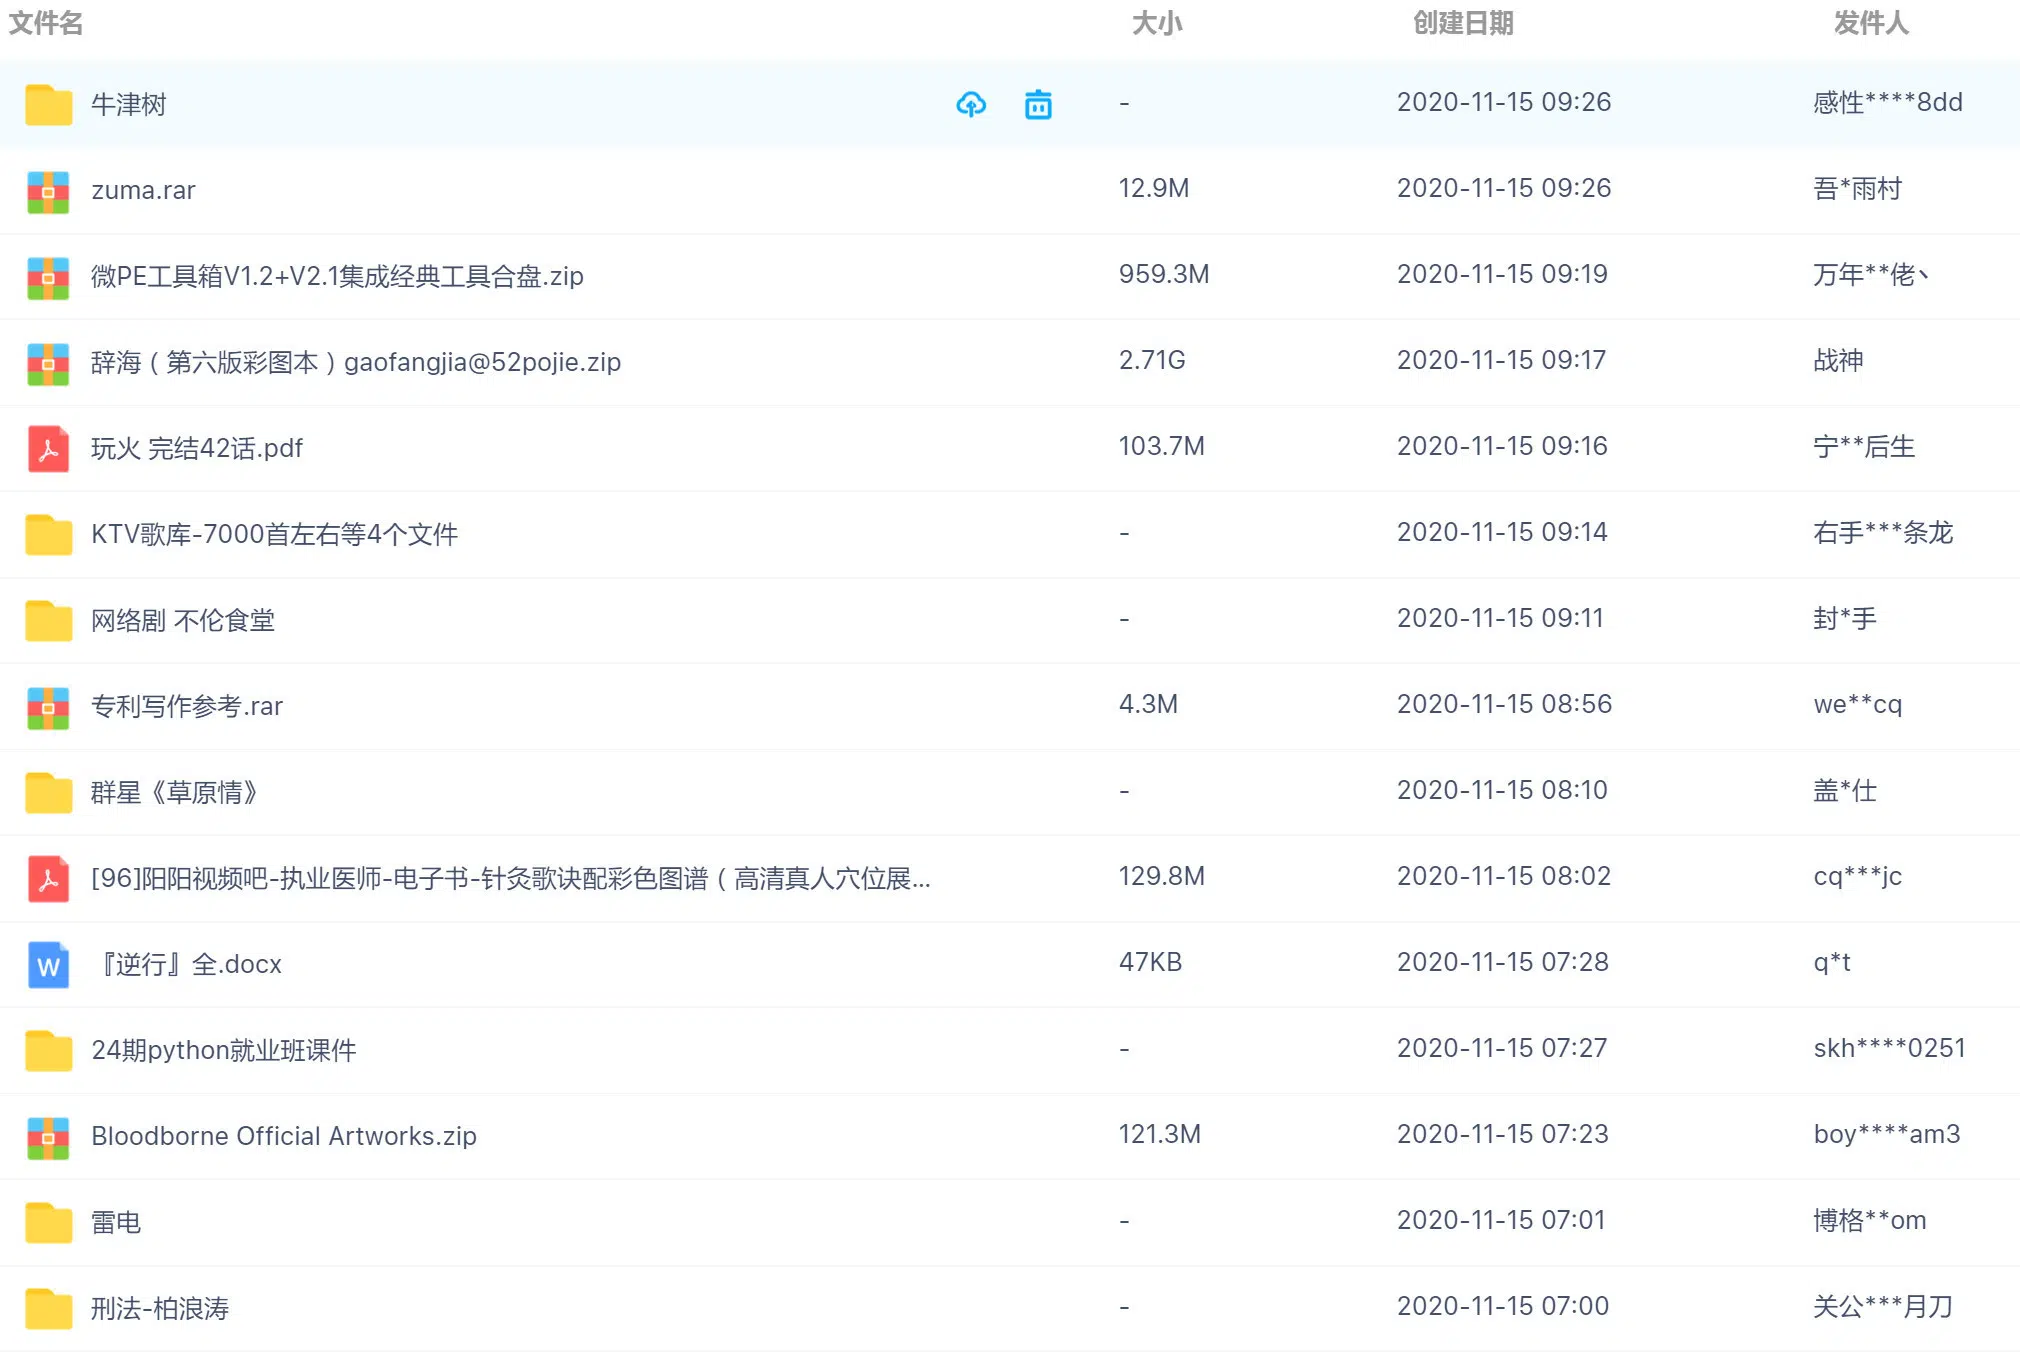 文件名 大小 创建日期 发件人
牛津树 - 2020-11-15 09:26 感性****8dd
zuma.rar 12.9M 2020-11-15 09:26 吾*雨村
微PE工具箱V1.2+V2.1集成经典工具合盘.zip 959.3M 2020-11-15 09:19 万年**佬丶
辞海（第六版彩图本）gaofangjia@52pojie.zip 2.71G 2020-11-15 09:17 战神
玩火 完结42话.pdf 103.7M 2020-11-15 09:16 宁**后生
KTV歌库-7000首左右等4个文件 - 2020-11-15 09:14 右手***条龙
网络剧 不伦食堂 - 2020-11-15 09:11 封*手
专利写作参考.rar 4.3M 2020-11-15 08:56 we**cq
群星《草原情》 - 2020-11-15 08:10 盖*仕
[96]阳阳视频吧-执业医师-电子书-针灸歌诀配彩色图谱（高清真人穴位展... 129.8M 2020-11-15 08:02 cq***jc
『逆行』全.docx 47KB 2020-11-15 07:28 q*t
24期python就业班课件 - 2020-11-15 07:27 skh****0251
Bloodborne Official Artworks.zip 121.3M 2020-11-15 07:23 boy****am3
雷电 - 2020-11-15 07:01 博格**om
刑法-柏浪涛 - 2020-11-15 07:00 关公***月刀